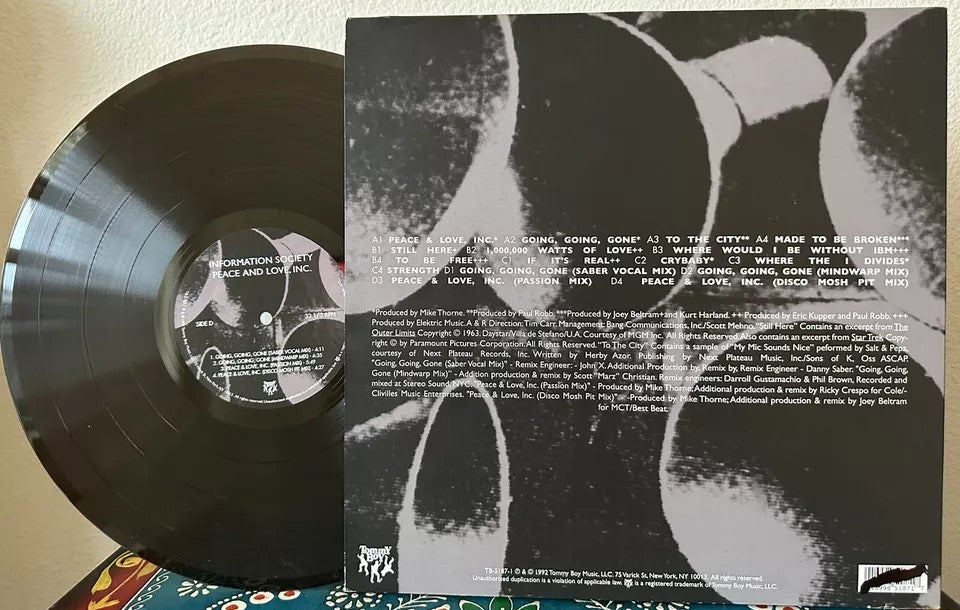 INFORMATION SOCIETY
PEACE AND LOVE, INC.
SIDE D
33 1/3 RPM
1. GOING, GOING, GONE (SABER VOCAL MIX) - 4:11
2. GOING, GOING, GONE (MINDWARP MIX) - 6:35
3. PEACE & LOVE, INC. (PASSION MIX) - 5:49
4. PEACE & LOVE, INC. (DISCO MOSH PIT MIX) - 4:27
A1 PEACE & LOVE, INC.* A2 GOING, GOING, GONE* A3 TO THE CITY** A4 MADE TO BE BROKEN***
B1 STILL HERE+ B2 1,000,000 WATTS OF LOVE++ B3 WHERE WOULD I BE WITHOUT IBM+++
B4 TO BE FREE+++ C1 IF IT'S REAL++ C2 CRYBABY* C3 WHERE THE I DIVIDES*
C4 STRENGTH D1 GOING, GOING, GONE (SABER VOCAL MIX) D2 GOING, GOING, GONE (MINDWARP MIX)
D3 PEACE & LOVE, INC. (PASSION MIX) D4 PEACE & LOVE, INC. (DISCO MOSH PIT MIX)
*Produced by Mike Thorne. **Produced by Paul Robb. ***Produced by Joey Beltram+and Kurt Harland. ++ Produced by Eric Kupper and Paul Robb. +++
Produced by Elektric Music. A & R Direction: Tim Carr. Management: Bang Communications, Inc./Scott Mehno. "Still Here" Contains an excerpt from The
Outer Limits Copyright © 1963. Daystar/Villa de Stefano/U.A. Courtesy of MGM Inc. All Rights Reserved. Also contains an excerpt from Star Trek Copy-
right © by Paramount Pictures Corporation. All Rights Reserved. "To The City" Contains a sample of "My Mic Sounds Nice" peformed by Salt & Pepa,
courtesy of Next Plateau Records, Inc. Written by Herby Azor. Publishing by Next Plateau Music, Inc./Sons of K, Oss ASCAP.
"Going, Going, Gone (Saber Vocal Mix)" - Remix Engineer: - John X. Additional Production by, Remix by, Remix Engineer - Danny Saber. "Going, Going,
Gone (Mindwarp Mix)" - Addition production & remix by Scott "Marz" Christian. Remix engineers: Darroll Gustamachio & Phil Brown, Recorded and
mixed at Stereo Sound. NYC. "Peace & Love, Inc. (Passion Mix)" - Produced by Mike Thorne; Additional production & remix by Ricky Crespo for Cole/-
Clivilles Music Enterprises. "Peace & Love, Inc. (Disco Mosh Pit Mix)" - Produced by Mike Thorne; Additional production & remix by Joey Beltram
for MCT/Best Beat.
Tommy
Boy
TB-5187-1 ℗ & © 1992 Tommy Boy Music, LLC. 75 Varick St, New York, NY 10013. All rights reserved.
Unauthorized duplication is a violation of applicable law. is a registered trademark of Tommy Boy Music, LLC.